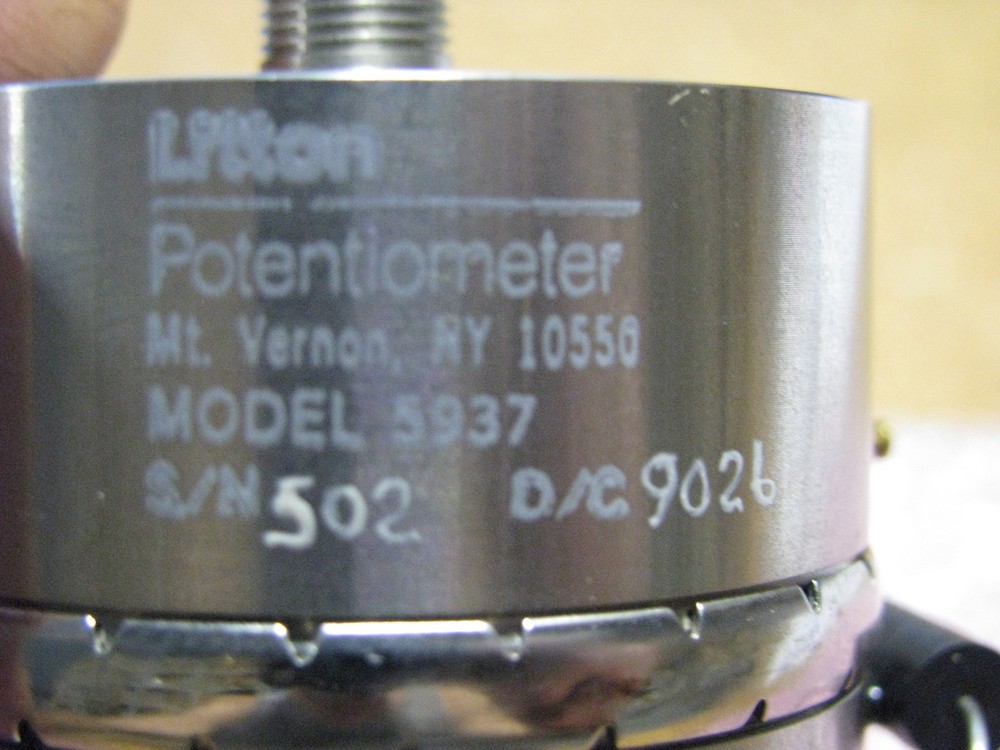 Litton
Potentiometer
Mt. Vernon, NY 10550
MODEL 5937
S/N 502 D/C 9026